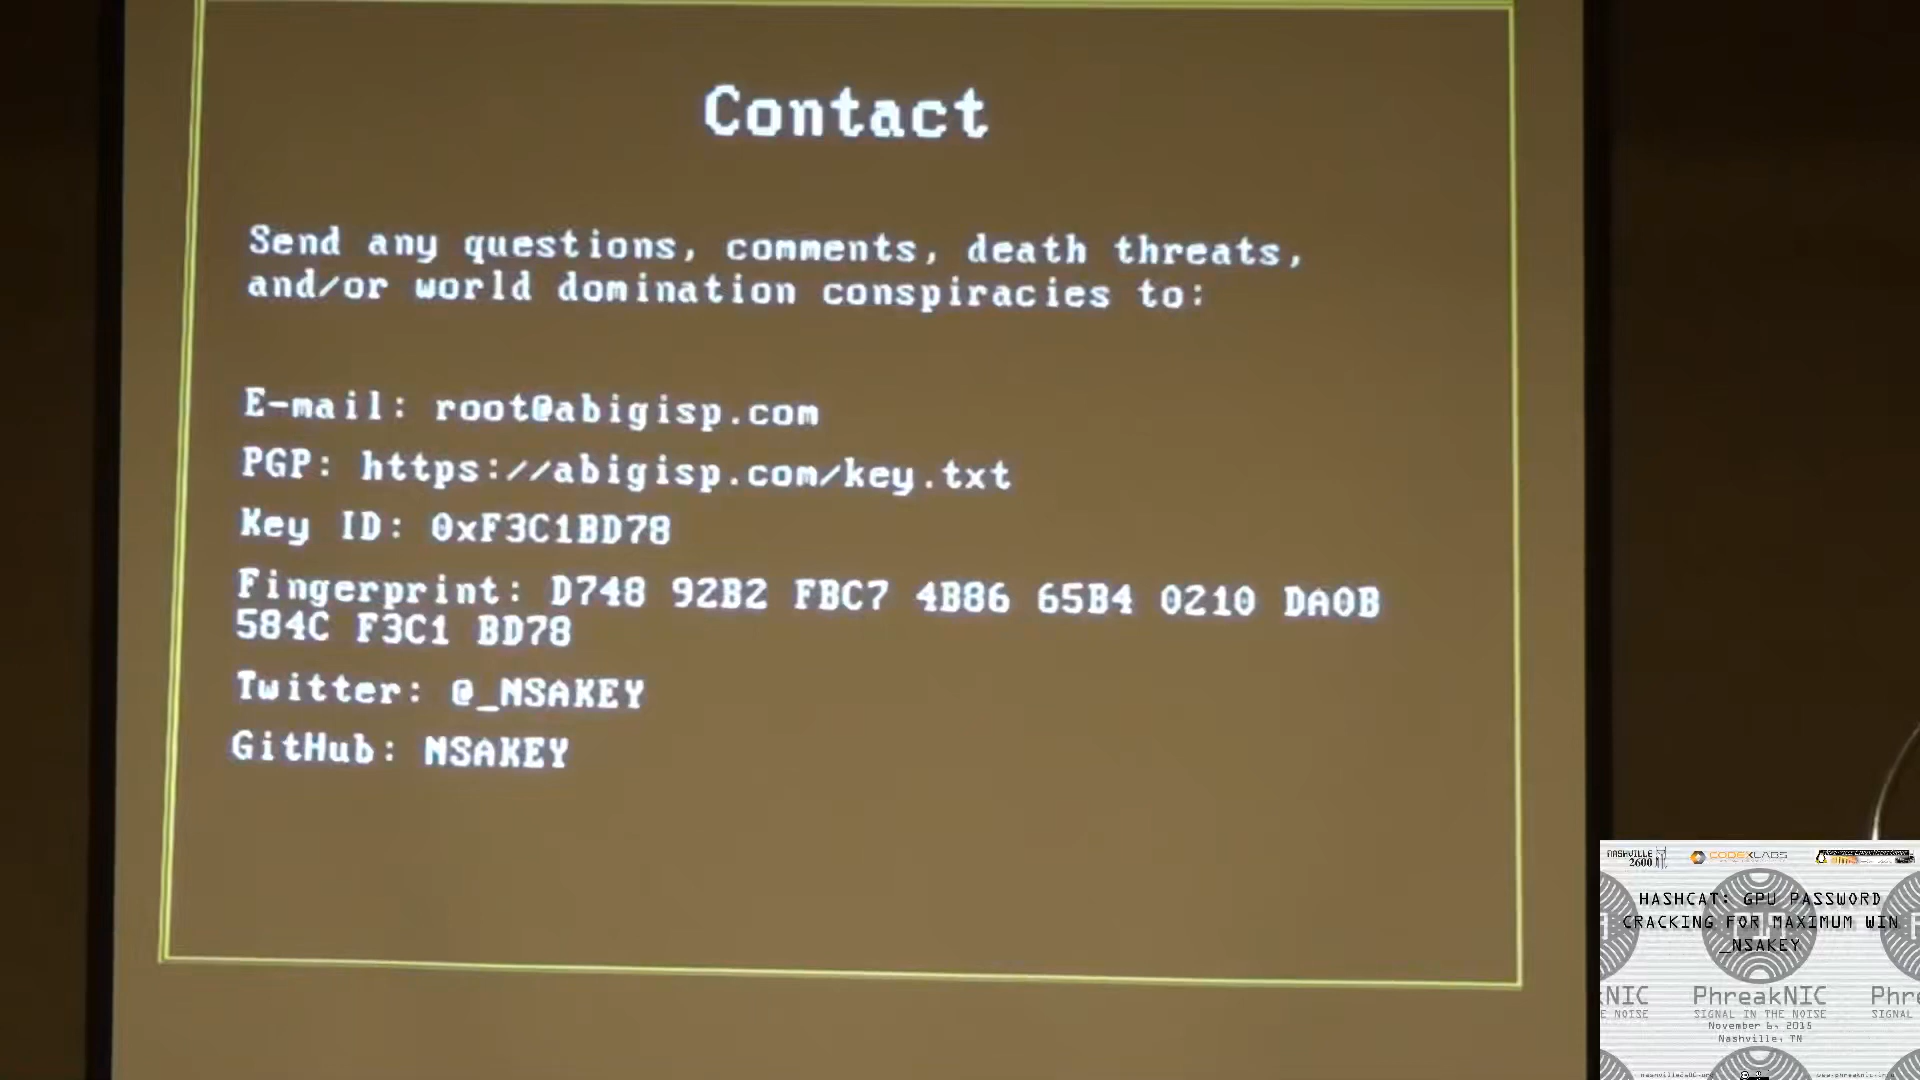 Contact
Send any questions, comments, death threats,
and/or world domination conspiracies to:
E-mail: root@abigisp.com
PGP: https://abigisp.com/key.txt
Key ID: 0xF3C1BD78
Fingerprint: D748 92B2 FBC7 4B86 65B4 0210 DA0B
584C F3C1 BD78
Twitter: @_NSAKEY
GitHub: NSAKEY
NASHVILLE
2600
CODEXLABS
HASHCAT: GPU PASSWORD
CRACKING FOR MAXIMUM WIN
_NSAKEY
PhreakNIC
SIGNAL IN THE NOISE
November 6, 2015
Nashville, TN